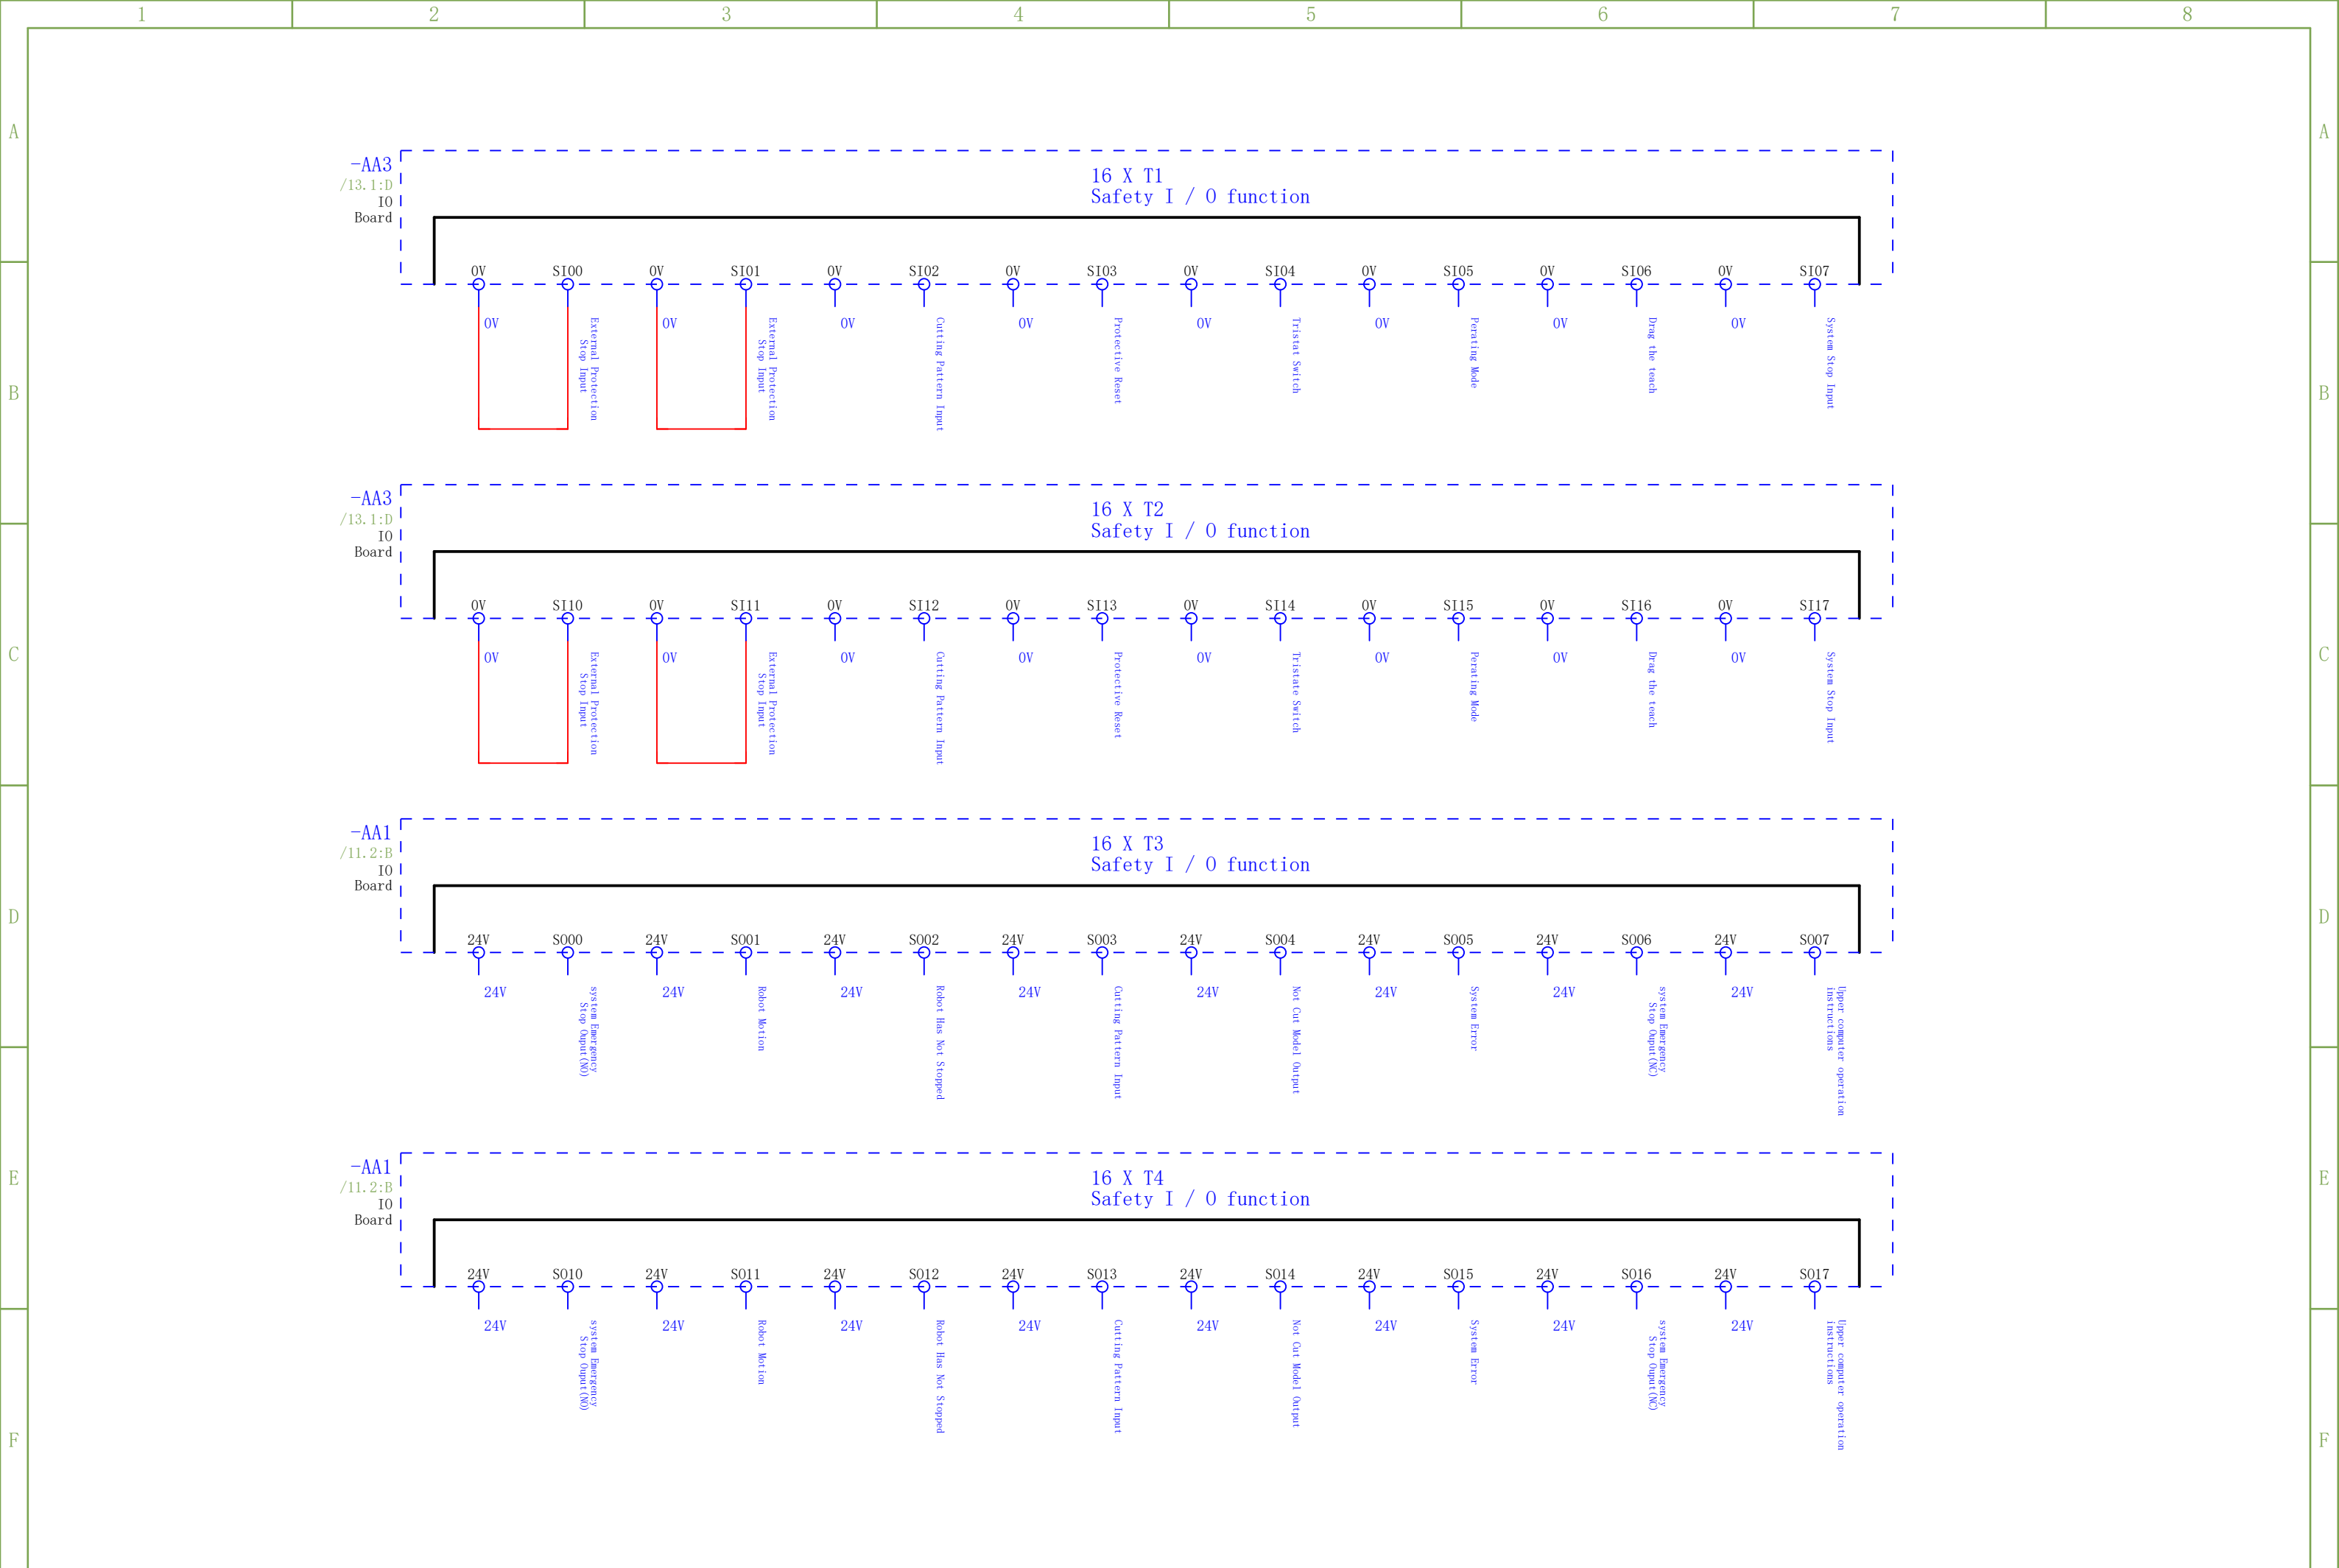 1 2 3 4 5 6 7 8
A A
-AA3
/13.1:D
IO
Board
16 X T1
Safety I / O function
0V SI00 0V SI01 0V SI02 0V SI03 0V SI04 0V SI05 0V SI06 0V SI07
0V
External Protection
Stop Input
0V
External Protection
Stop Input
0V
Cutting Pattern Input
0V
Protective Reset
0V
Tristat Switch
0V
Perating Mode
0V
Drag the teach
0V
System Stop Input
B B
-AA3
/13.1:D
IO
Board
16 X T2
Safety I / O function
0V SI10 0V SI11 0V SI12 0V SI13 0V SI14 0V SI15 0V SI16 0V SI17
0V
External Protection
Stop Input
0V
External Protection
Stop Input
0V
Cutting Pattern Input
0V
Protective Reset
0V
Tristate Switch
0V
Perating Mode
0V
Drag the teach
0V
System Stop Input
C C
-AA1
/11.2:B
IO
Board
16 X T3
Safety I / O function
24V SO00 24V SO01 24V SO02 24V SO03 24V SO04 24V SO05 24V SO06 24V SO07
24V
system Emergency
Stop Ouput(NO)
24V
Robot Motion
24V
Robot Has Not Stopped
24V
Cutting Pattern Input
24V
Not Cut Model Output
24V
System Error
24V
system Emergency
Stop Ouput(NC)
24V
Upper computer operation
instructions
D D
-AA1
/11.2:B
IO
Board
16 X T4
Safety I / O function
24V SO10 24V SO11 24V SO12 24V SO13 24V SO14 24V SO15 24V SO16 24V SO17
24V
system Emergency
Stop Ouput(NO)
24V
Robot Motion
24V
Robot Has Not Stopped
24V
Cutting Pattern Input
24V
Not Cut Model Output
24V
System Error
24V
system Emergency
Stop Ouput(NC)
24V
Upper computer operation
instructions
E E
F F